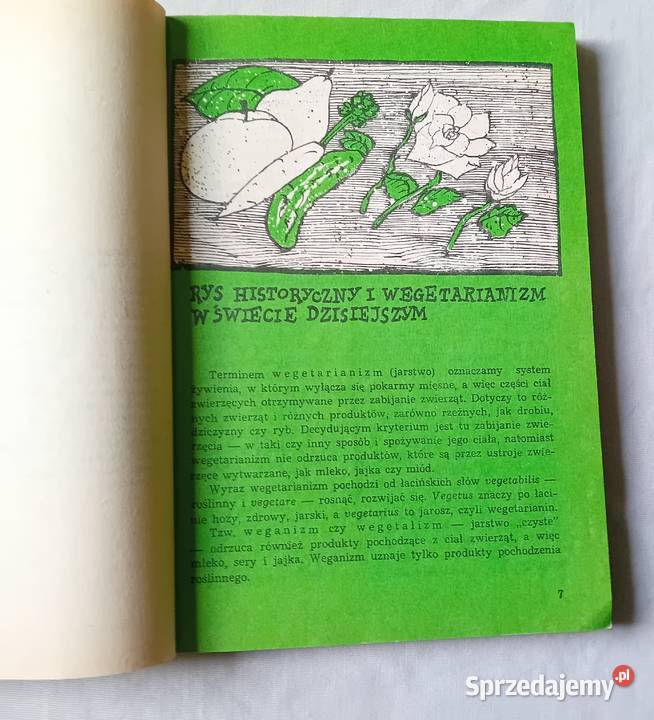 RYS HISTORYCZNY I WEGETARIANIZM
W ŚWIECIE DZISIEJSZYM
Terminem wegetarianizm (jarstwo) oznaczamy system
żywienia, w którym wyłącza się pokarmy mięsne, a więc części ciał
zwierzęcych otrzymywane przez zabijanie zwierząt. Dotyczy to róż-
nych zwierząt i różnych produktów, zarówno rzeźnych, jak drobiu,
dziczyzny czy ryb. Decydującym kryterium jest tu zabijanie zwie-
rzęcia — w taki czy inny sposób i spożywanie jego ciała, natomiast
wegetarianizm nie odrzuca produktów, które są przez ustroje zwie-
rzęce wytwarzane, jak mleko, jajka czy miód.
Wyraz wegetarianizm pochodzi od łacińskich słów vegetabilis —
roślinny i vegetare — rosnąć, rozwijać się. Vegetus znaczy po łaci-
nie hoży, zdrowy, jarski, a vegetarius to jarosz, czyli wegetarianin.
Tzw. weganizm czy wegetalizm — jarstwo „czyste”
— odrzuca również produkty pochodzące z ciał zwierząt, a więc
mleko, sery i jajka. Weganizm uznaje tylko produkty pochodzenia
roślinnego.
7
Sprzedajemy.pl